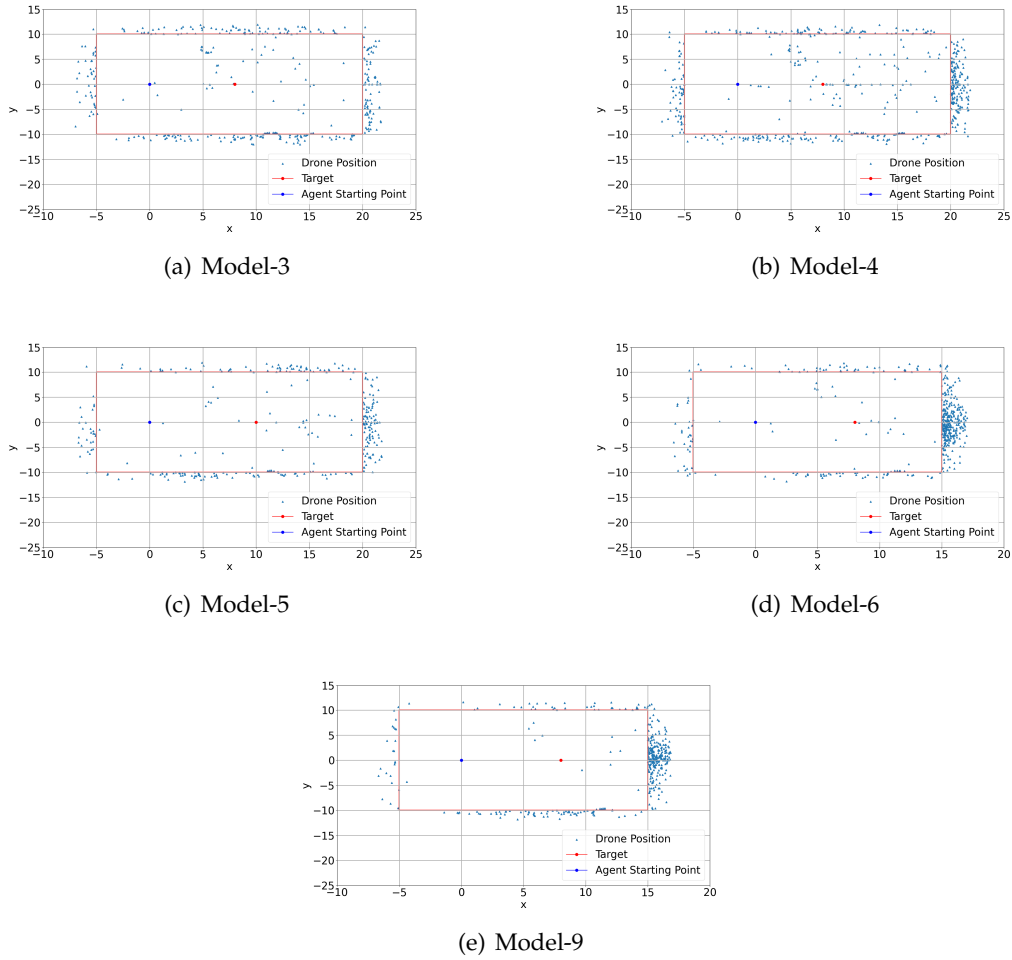 15
10
5
0
−5
−10
−15
−20
−25
y
−10 −5 0 5 10 15 20 25
x
Drone Position
Target
Agent Starting Point
(a) Model-3
15
10
5
0
−5
−10
−15
−20
−25
y
−10 −5 0 5 10 15 20 25
x
Drone Position
Target
Agent Starting Point
(b) Model-4
15
10
5
0
−5
−10
−15
−20
−25
y
−10 −5 0 5 10 15 20 25
x
Drone Position
Target
Agent Starting Point
(c) Model-5
15
10
5
0
−5
−10
−15
−20
−25
y
−10 −5 0 5 10 15 20
x
Drone Position
Target
Agent Starting Point
(d) Model-6
15
10
5
0
−5
−10
−15
−20
−25
y
−10 −5 0 5 10 15 20
x
Drone Position
Target
Agent Starting Point
(e) Model-9